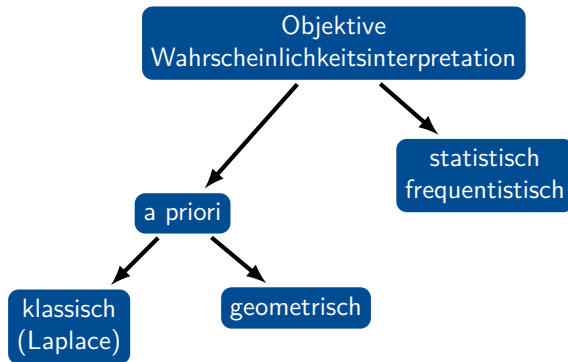 Objektive
Wahrscheinlichkeitsinterpretation
statistisch
frequentistisch
a priori
klassisch
(Laplace)
geometrisch